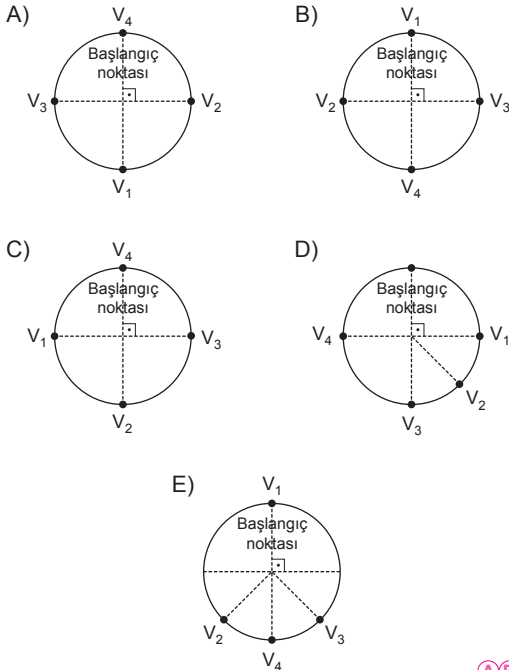 A)
V4
Başlangıç
noktası
V3
V2
V1
B)
V1
Başlangıç
noktası
V2
V3
V4
C)
V4
Başlangıç
noktası
V1
V3
V2
D)
Başlangıç
noktası
V4
V1
V2
V3
E)
V1
Başlangıç
noktası
V2
V3
V4
A